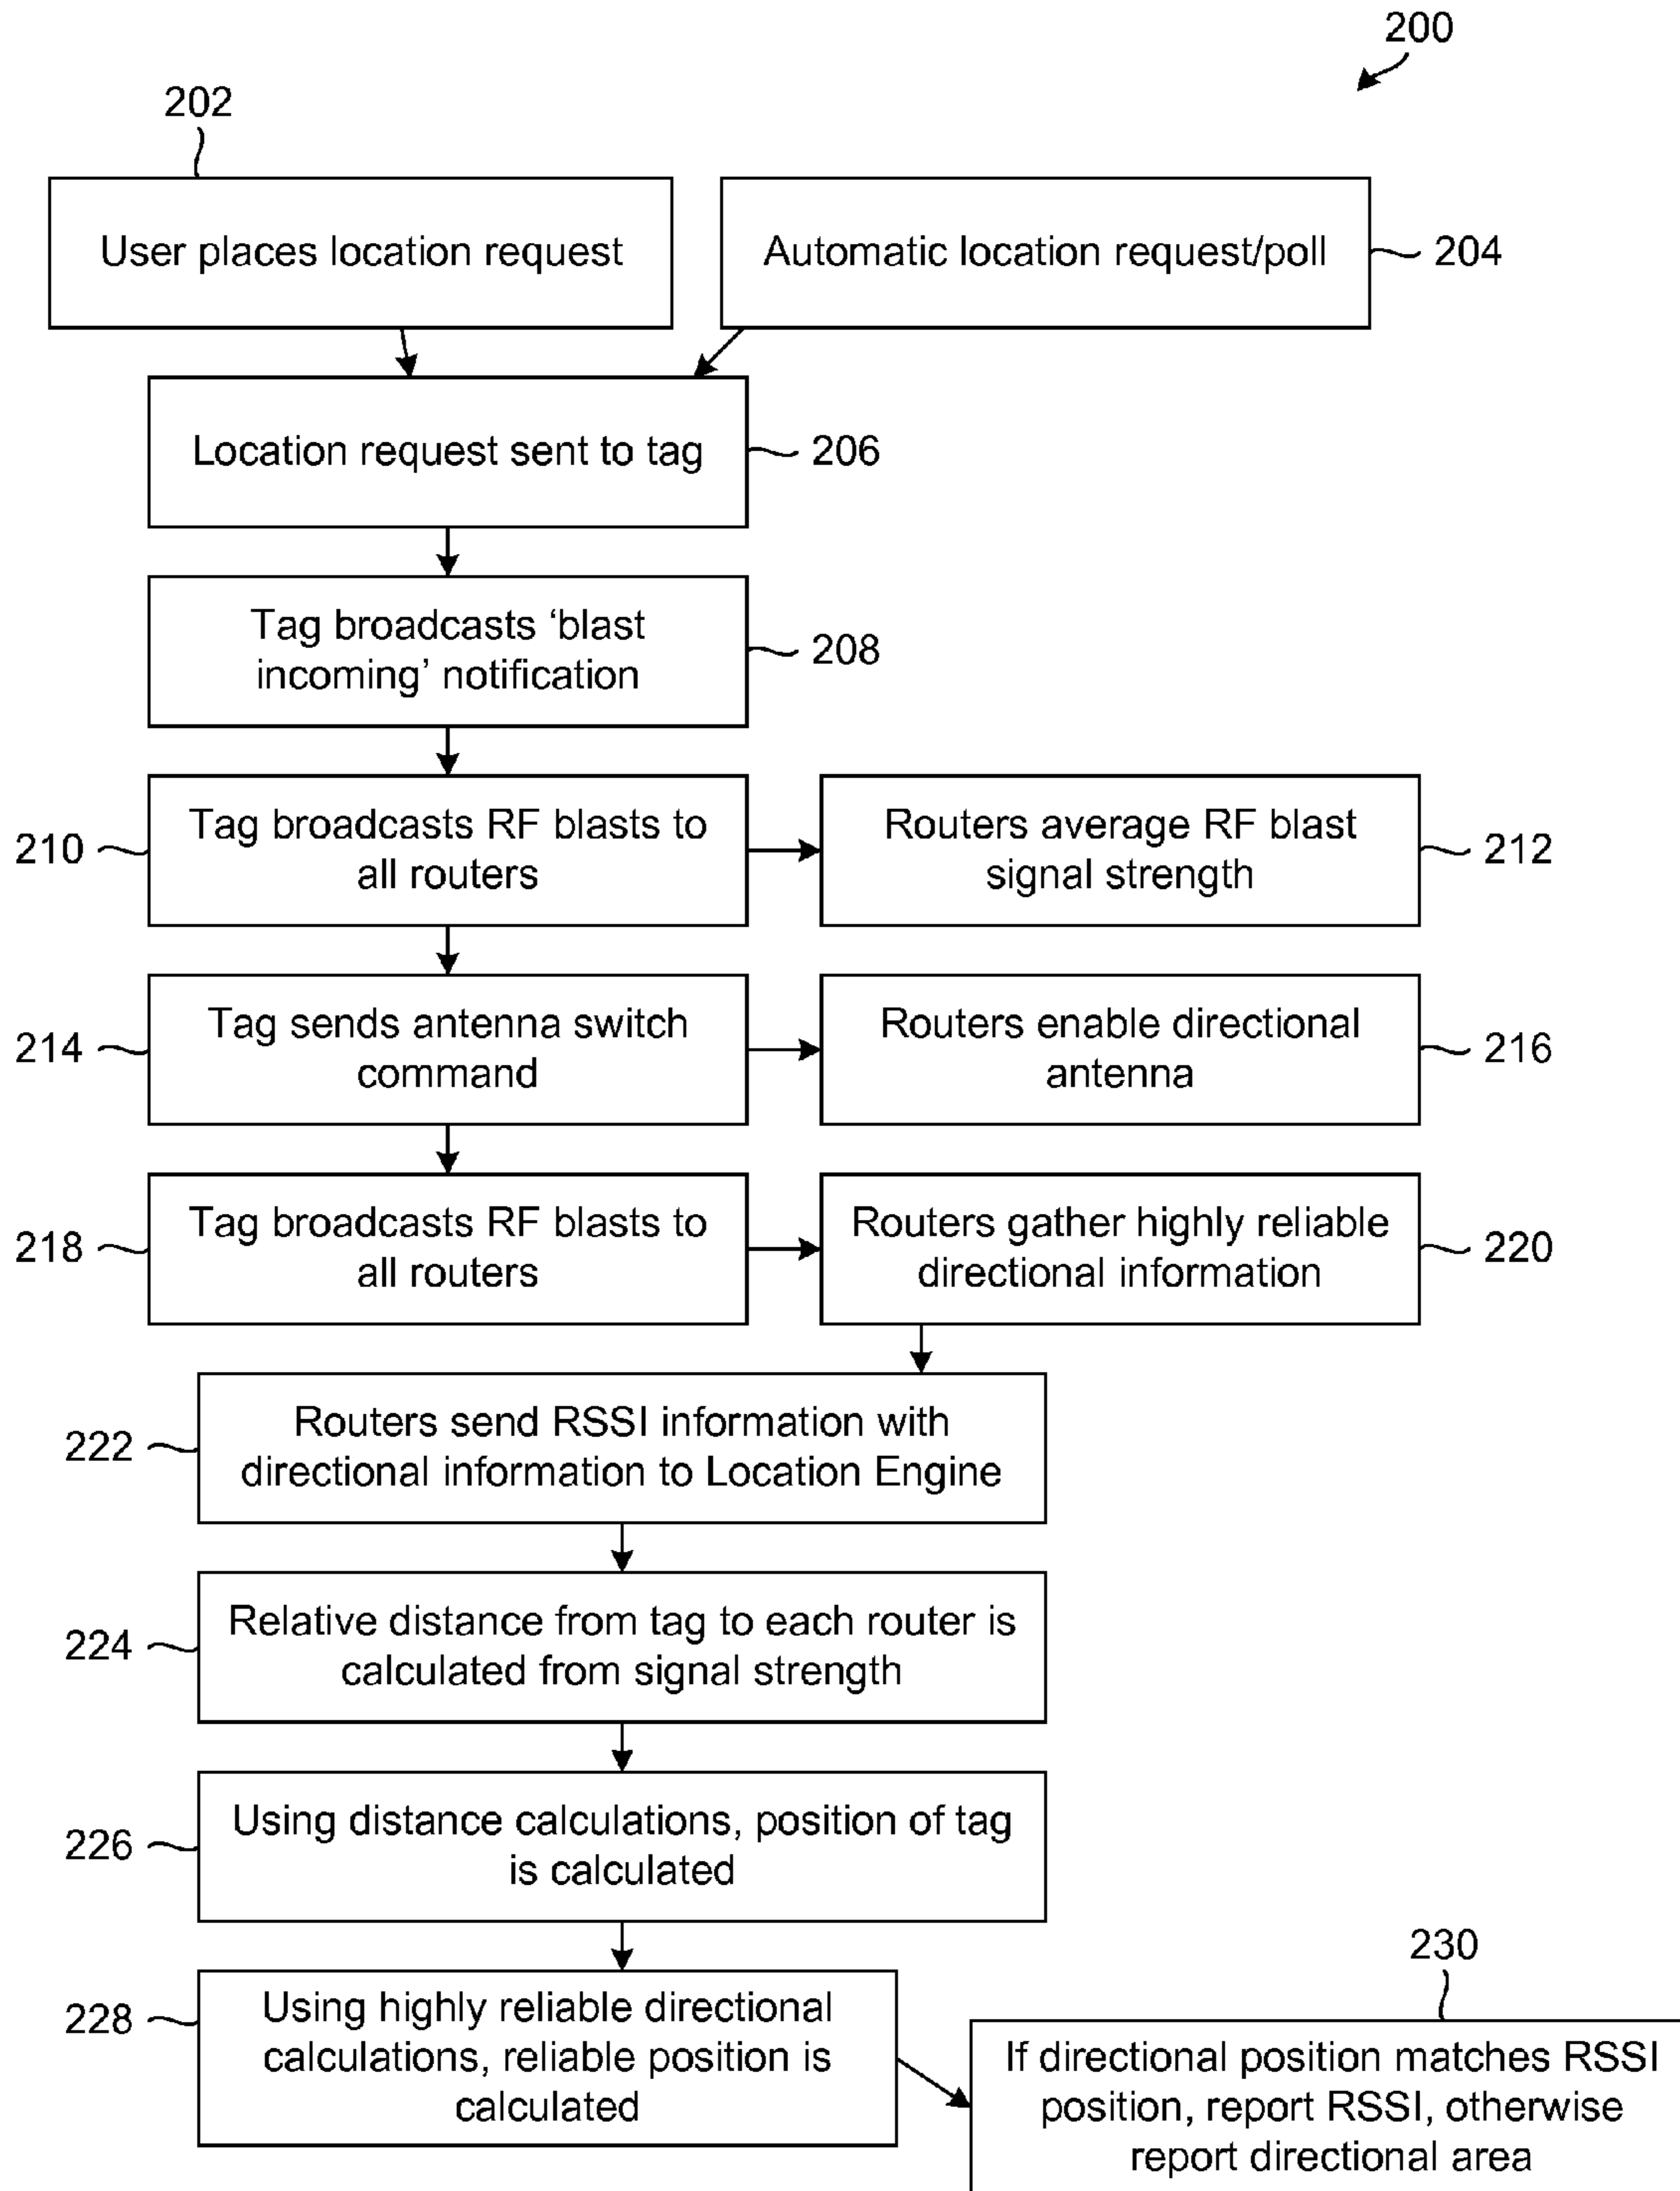 200
202
User places location request
Automatic location request/poll
204
Location request sent to tag
206
Tag broadcasts ‘blast
incoming’ notification
208
210
Tag broadcasts RF blasts to
all routers
Routers average RF blast
signal strength
212
214
Tag sends antenna switch
command
Routers enable directional
antenna
216
218
Tag broadcasts RF blasts to
all routers
Routers gather highly reliable
directional information
220
222
Routers send RSSI information with
directional information to Location Engine
224
Relative distance from tag to each router is
calculated from signal strength
226
Using distance calculations, position of tag
is calculated
228
Using highly reliable directional
calculations, reliable position is
calculated
230
If directional position matches RSSI
position, report RSSI, otherwise
report directional area